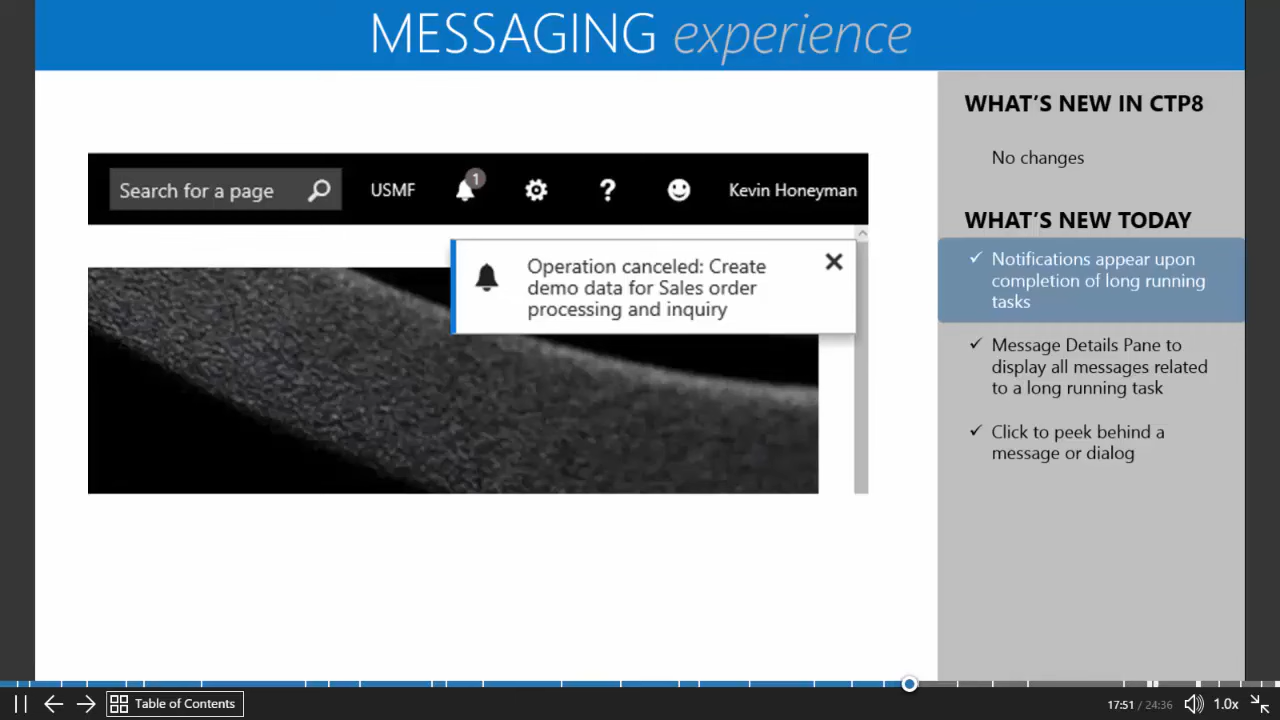 MESSAGING experience
WHAT'S NEW IN CTP8
No changes
WHAT'S NEW TODAY
✓ Notifications appear upon
completion of long running
tasks
✓ Message Details Pane to
display all messages related
to a long running task
✓ Click to peek behind a
message or dialog
Search for a page
USMF
1
?
Kevin Honeyman
Operation canceled: Create
demo data for Sales order
processing and inquiry
Table of Contents
17:51 / 24:36
1.0x